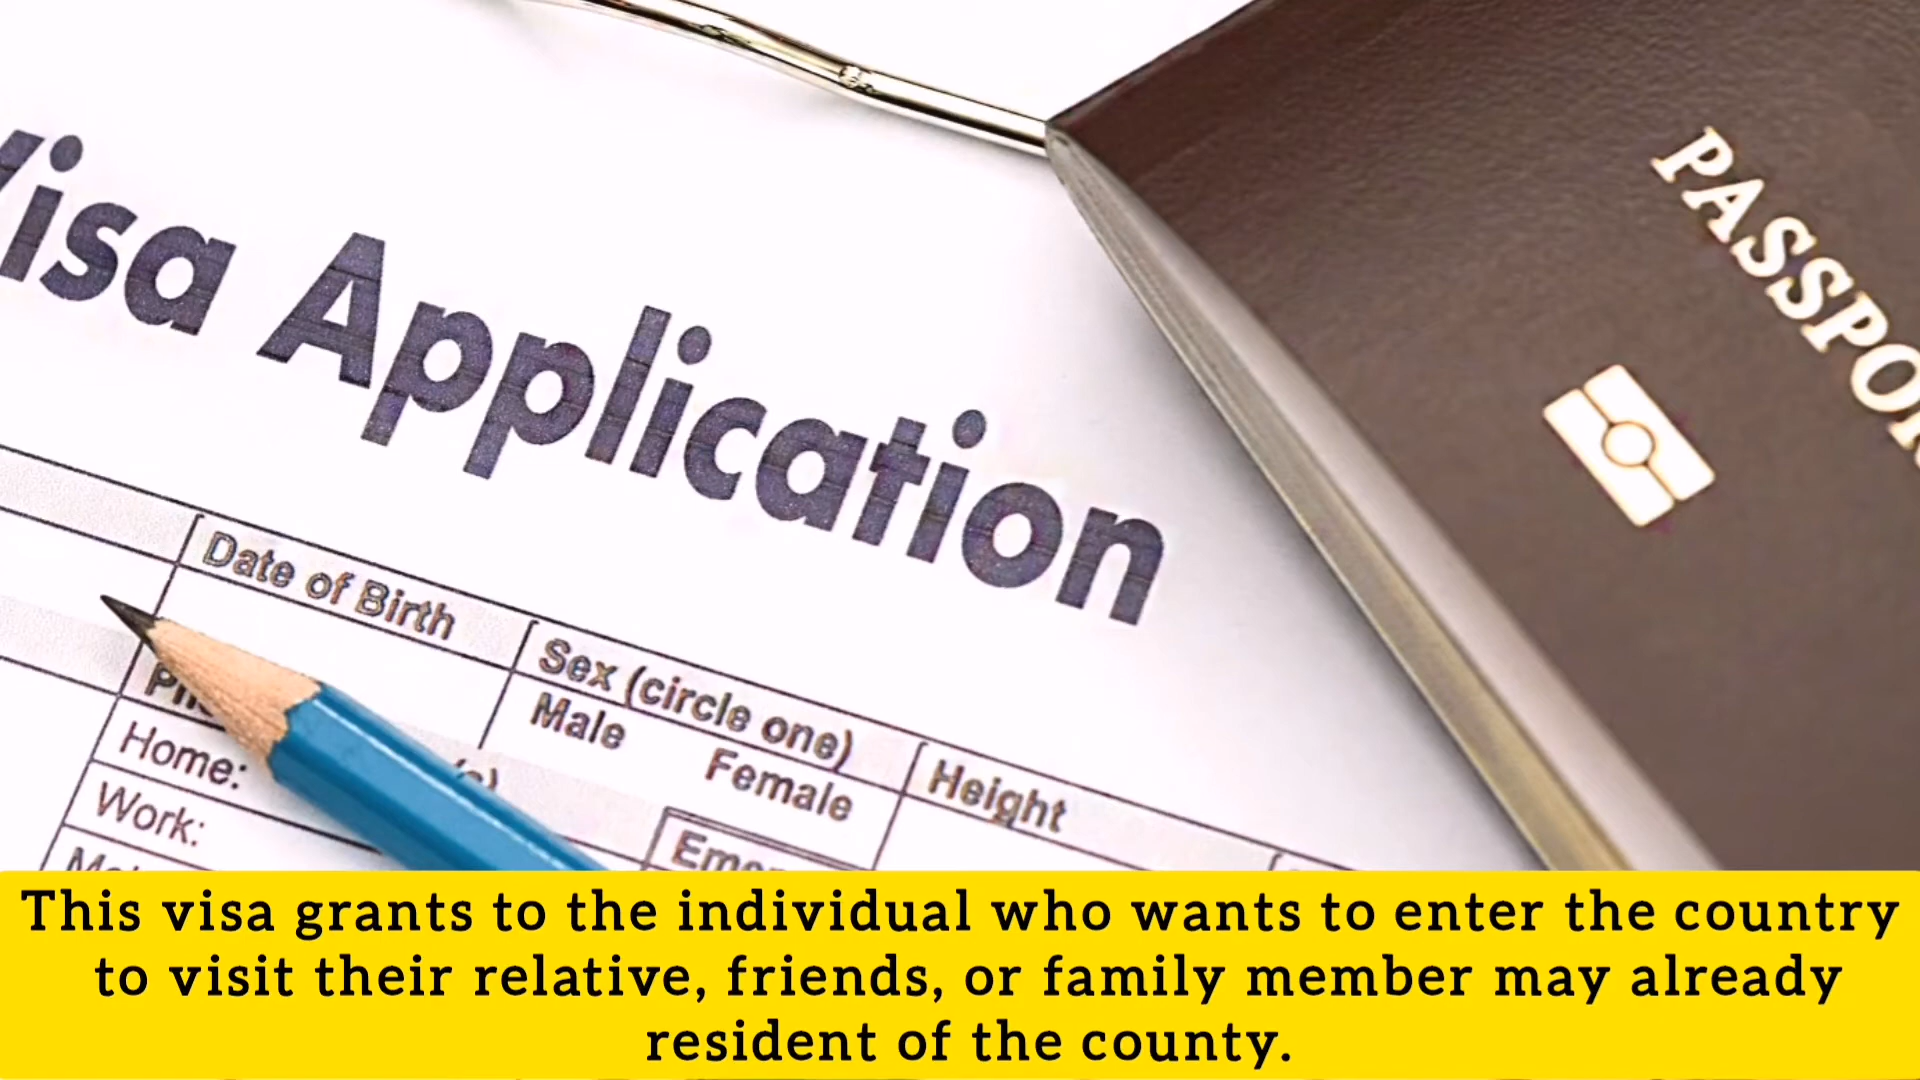 Visa Application
PASSPOR
Date of Birth
Sex (circle one)
Male Female
Height
Home:
Work:
This visa grants to the individual who wants to enter the country
to visit their relative, friends, or family member may already
resident of the county.